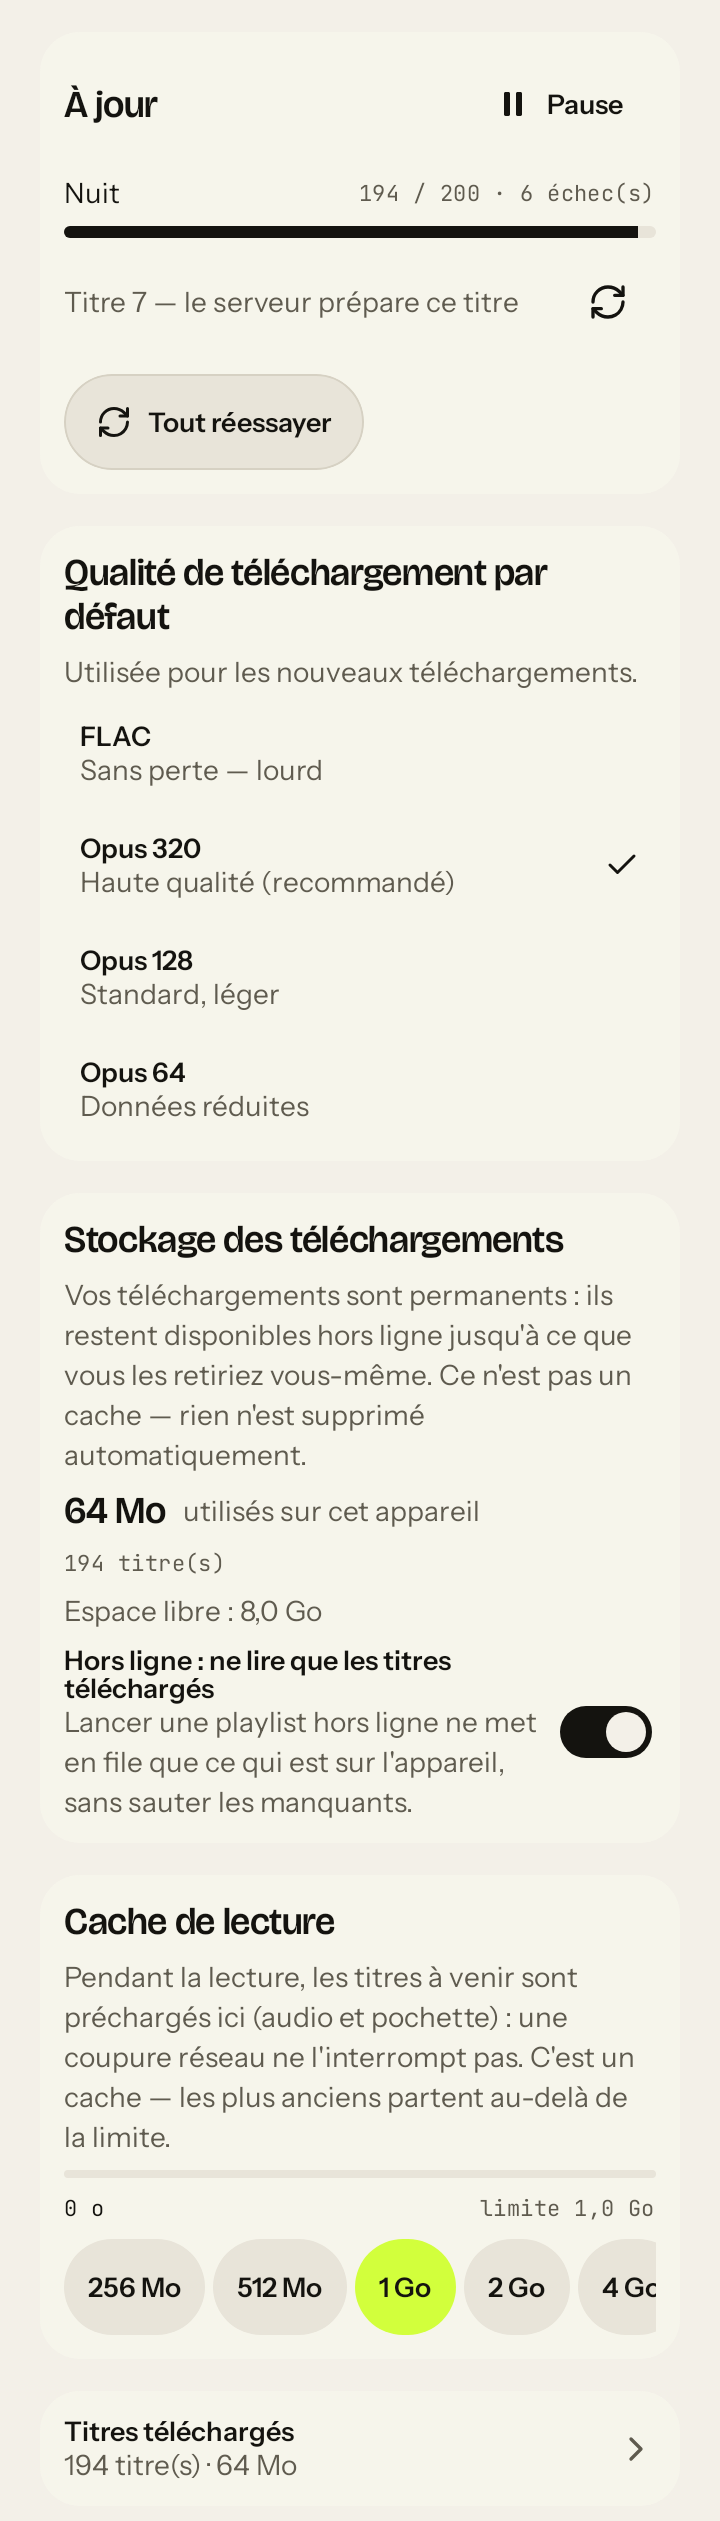 À jour
Pause
Nuit
194 / 200 · 6 échec(s)
Titre 7 — le serveur prépare ce titre
Tout réessayer
Qualité de téléchargement par
défaut
Utilisée pour les nouveaux téléchargements.
FLAC
Sans perte — lourd
Opus 320
Haute qualité (recommandé)
Opus 128
Standard, léger
Opus 64
Données réduites
Stockage des téléchargements
Vos téléchargements sont permanents : ils
restent disponibles hors ligne jusqu'à ce que
vous les retiriez vous-même. Ce n'est pas un
cache — rien n'est supprimé
automatiquement.
64 Mo utilisés sur cet appareil
194 titre(s)
Espace libre : 8,0 Go
Hors ligne : ne lire que les titres
téléchargés
Lancer une playlist hors ligne ne met
en file que ce qui est sur l'appareil,
sans sauter les manquants.
Cache de lecture
Pendant la lecture, les titres à venir sont
préchargés ici (audio et pochette) : une
coupure réseau ne l'interrompt pas. C'est un
cache — les plus anciens partent au-delà de
la limite.
0 o
limite 1,0 Go
256 Mo
512 Mo
1 Go
2 Go
4 Go
Titres téléchargés
194 titre(s) · 64 Mo